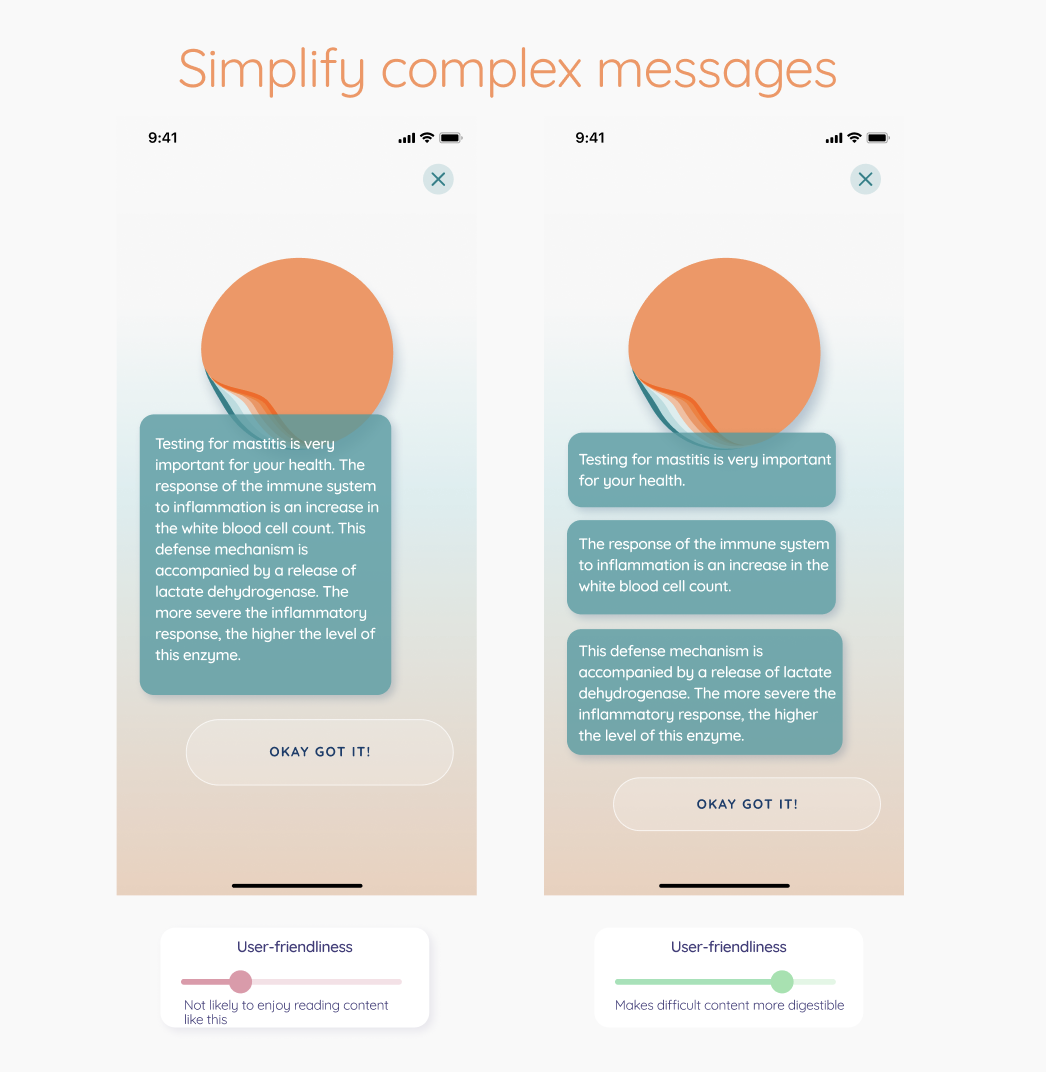 Simplify complex messages
9:41
Testing for mastitis is very
important for your health. The
response of the immune system
to inflammation is an increase in
the white blood cell count. This
defense mechanism is
accompanied by a release of
lactate dehydrogenase. The
more severe the inflammatory
response, the higher the level of
this enzyme.
OKAY GOT IT!
User-friendliness
Not likely to enjoy reading content
like this
9:41
Testing for mastitis is very important
for your health.
The response of the immune system
to inflammation is an increase in the
white blood cell count.
This defense mechanism is
accompanied by a release of lactate
dehydrogenase. The more severe the
inflammatory response, the higher
the level of this enzyme.
OKAY GOT IT!
User-friendliness
Makes difficult content more digestible